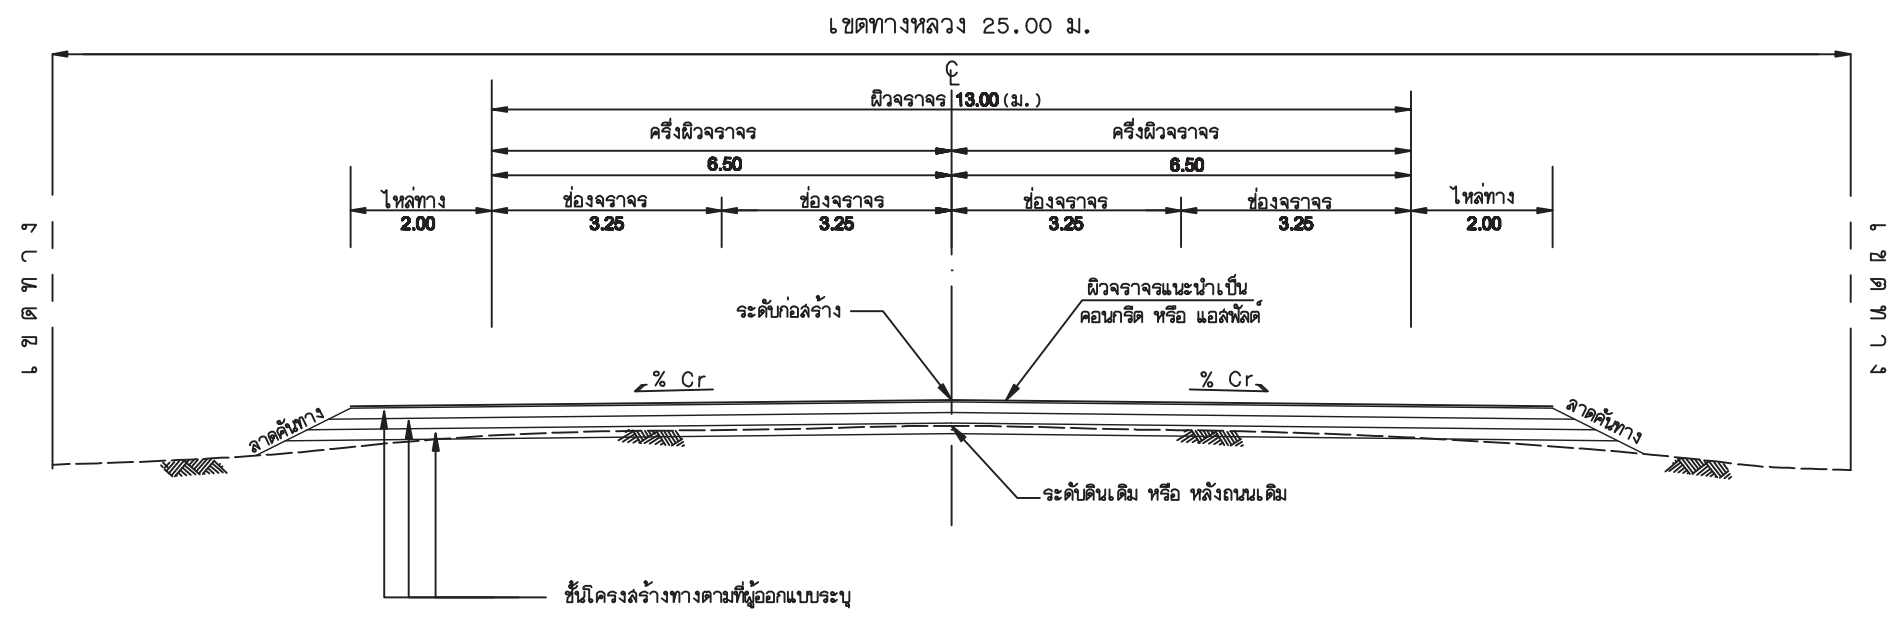 เขตทางหลวง 25.00 ม.
℄
ผิวจราจร 13.00 (ม.)
ครึ่งผิวจราจร ครึ่งผิวจราจร
6.50 6.50
ไหล่ทาง ช่องจราจร ช่องจราจร ช่องจราจร ช่องจราจร ไหล่ทาง
2.00 3.25 3.25 3.25 3.25 2.00
เขตทาง
เขตทาง
ระดับก่อสร้าง
ผิวจราจรแนะนำเป็น
คอนกรีต หรือ แอสฟัลต์
% Cr % Cr
ลาดคันทาง ลาดคันทาง
ระดับดินเดิม หรือ หลังถนนเดิม
ชั้นโครงสร้างทางตามที่ผู้ออกแบบระบุ